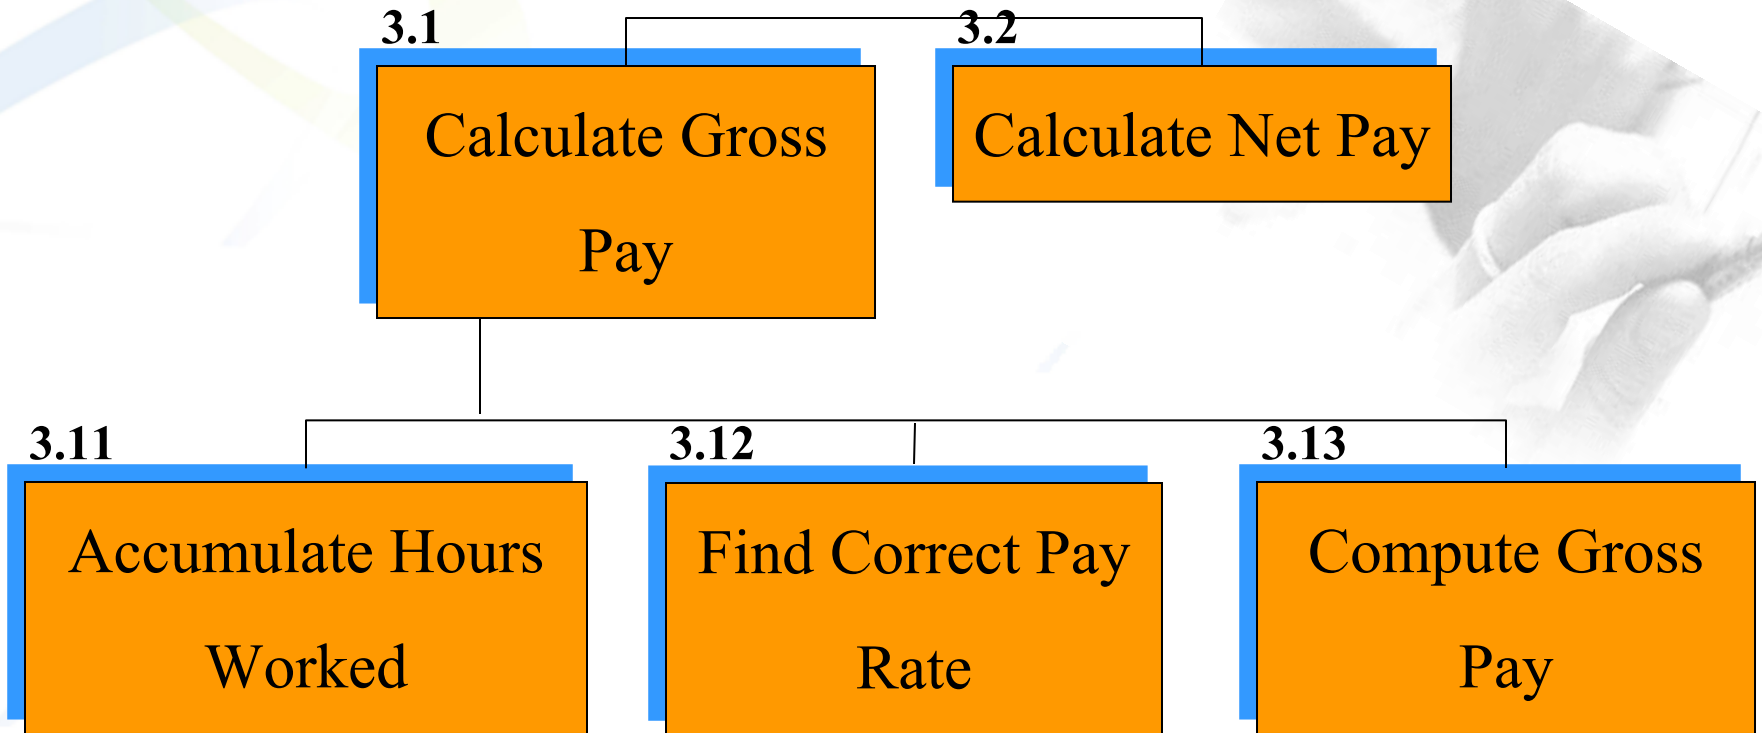 3.1
3.2
Calculate Gross
Pay
Calculate Net Pay
3.11
3.12
3.13
Accumulate Hours
Worked
Find Correct Pay
Rate
Compute Gross
Pay